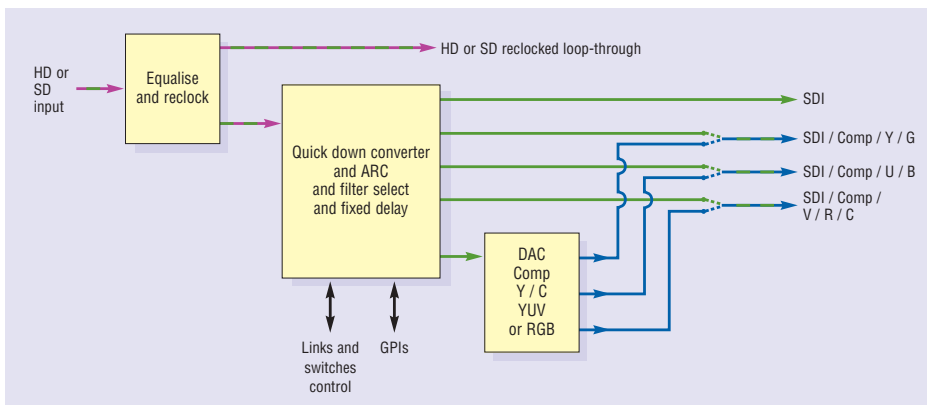 HD or
SD
input
Equalise
and reclock
HD or SD reclocked loop-through
Quick down converter
and ARC
and filter select
and fixed delay
SDI
SDI / Comp / Y / G
SDI / Comp / U / B
SDI / Comp /
V / R / C
DAC
Comp
Y / C
YUV
or RGB
Links and
switches
control
GPIs